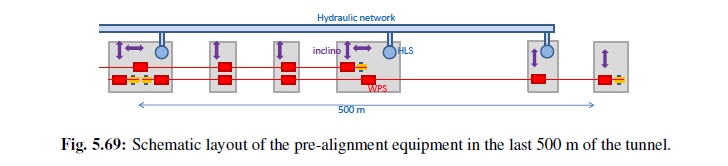 Hydraulic network
inclino
HLS
WPS
500 m
Fig. 5.69: Schematic layout of the pre-alignment equipment in the last 500 m of the tunnel.